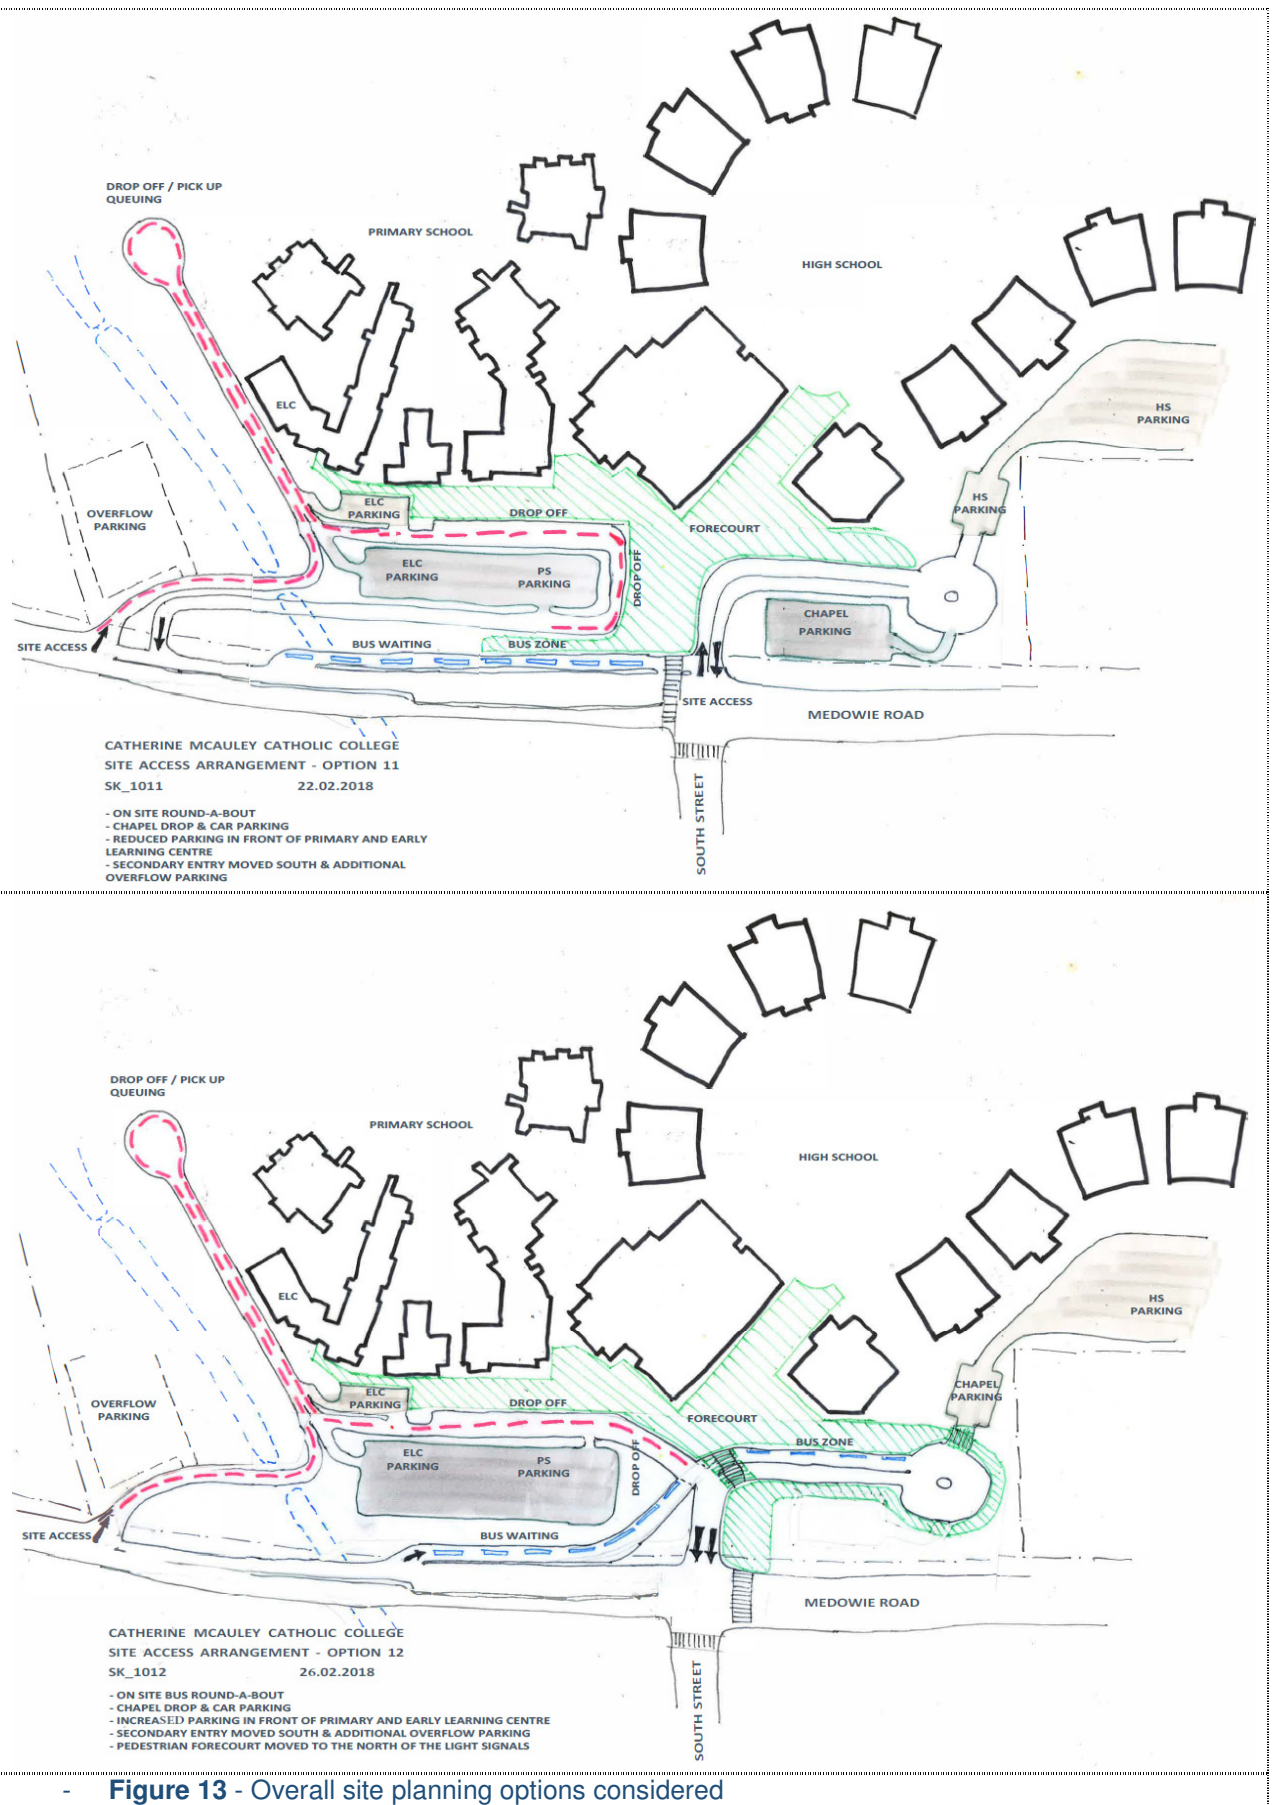 DROP OFF / PICK UP
QUEUING
PRIMARY SCHOOL
HIGH SCHOOL
ELC
HS
PARKING
OVERFLOW
PARKING
ELC
PARKING
DROP OFF
HS
PARKING
FORECOURT
ELC
PARKING
PS
PARKING
DROP OFF
CHAPEL
PARKING
SITE ACCESS
BUS WAITING
BUS ZONE
SITE ACCESS
MEDOWIE ROAD
SOUTH STREET
CATHERINE MCAULEY CATHOLIC COLLEGE
SITE ACCESS ARRANGEMENT - OPTION 11
SK_1011 22.02.2018
- ON SITE ROUND-A-BOUT
- CHAPEL DROP & CAR PARKING
- REDUCED PARKING IN FRONT OF PRIMARY AND EARLY
LEARNING CENTRE
- SECONDARY ENTRY MOVED SOUTH & ADDITIONAL
OVERFLOW PARKING
DROP OFF / PICK UP
QUEUING
PRIMARY SCHOOL
HIGH SCHOOL
ELC
HS
PARKING
OVERFLOW
PARKING
ELC
PARKING
DROP OFF
CHAPEL
PARKING
FORECOURT
BUS ZONE
ELC
PARKING
PS
PARKING
DROP OFF
SITE ACCESS
BUS WAITING
MEDOWIE ROAD
SOUTH STREET
CATHERINE MCAULEY CATHOLIC COLLEGE
SITE ACCESS ARRANGEMENT - OPTION 12
SK_1012 26.02.2018
- ON SITE BUS ROUND-A-BOUT
- CHAPEL DROP & CAR PARKING
- INCREASED PARKING IN FRONT OF PRIMARY AND EARLY LEARNING CENTRE
- SECONDARY ENTRY MOVED SOUTH & ADDITIONAL OVERFLOW PARKING
- PEDESTRIAN FORECOURT MOVED TO THE NORTH OF THE LIGHT SIGNALS
- Figure 13 - Overall site planning options considered